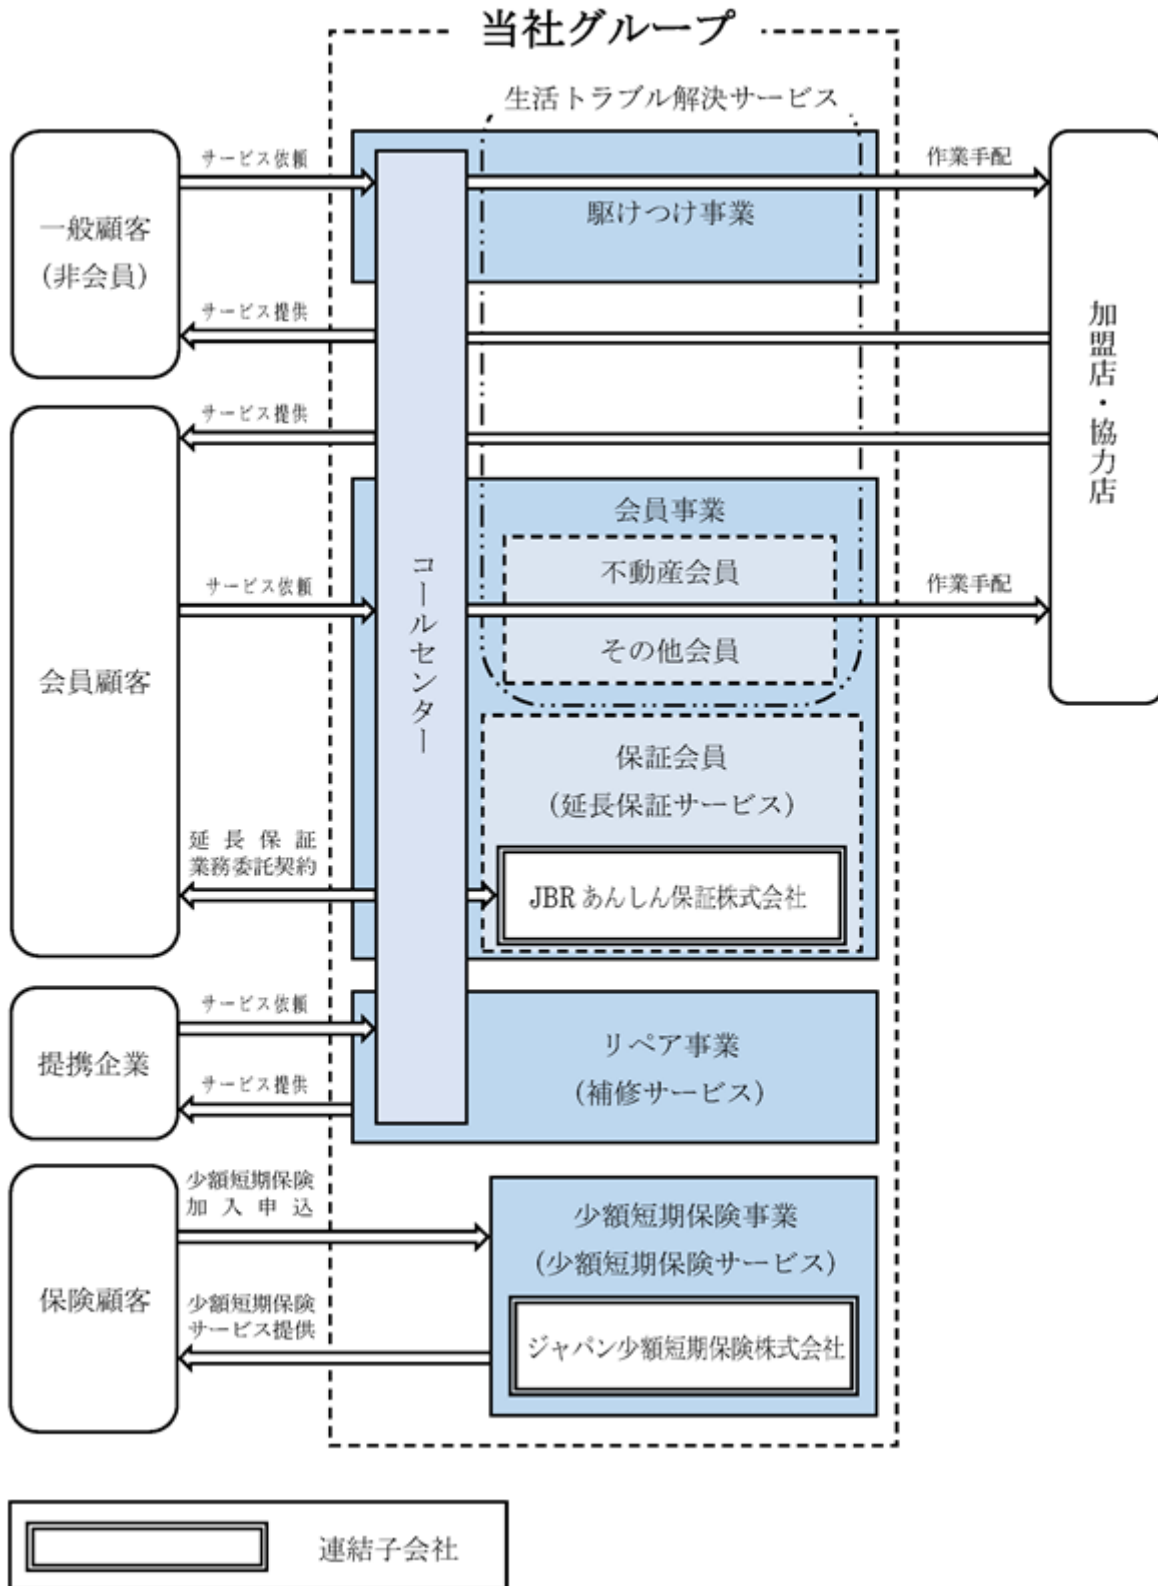 当社グループ
生活トラブル解決サービス
サービス依頼
作業手配
駆けつけ事業
一般顧客
(非会員)
サービス提供
加盟店・協力店
サービス提供
会員事業
コールセンター
不動産会員
サービス依頼
作業手配
その他会員
会員顧客
保証会員
(延長保証サービス)
延長保証
業務委託契約
JBRあんしん保証株式会社
サービス依頼
リペア事業
(補修サービス)
提携企業
サービス提供
少額短期保険
加入申込
少額短期保険事業
(少額短期保険サービス)
保険顧客
少額短期保険
サービス提供
ジャパン少額短期保険株式会社
連結子会社